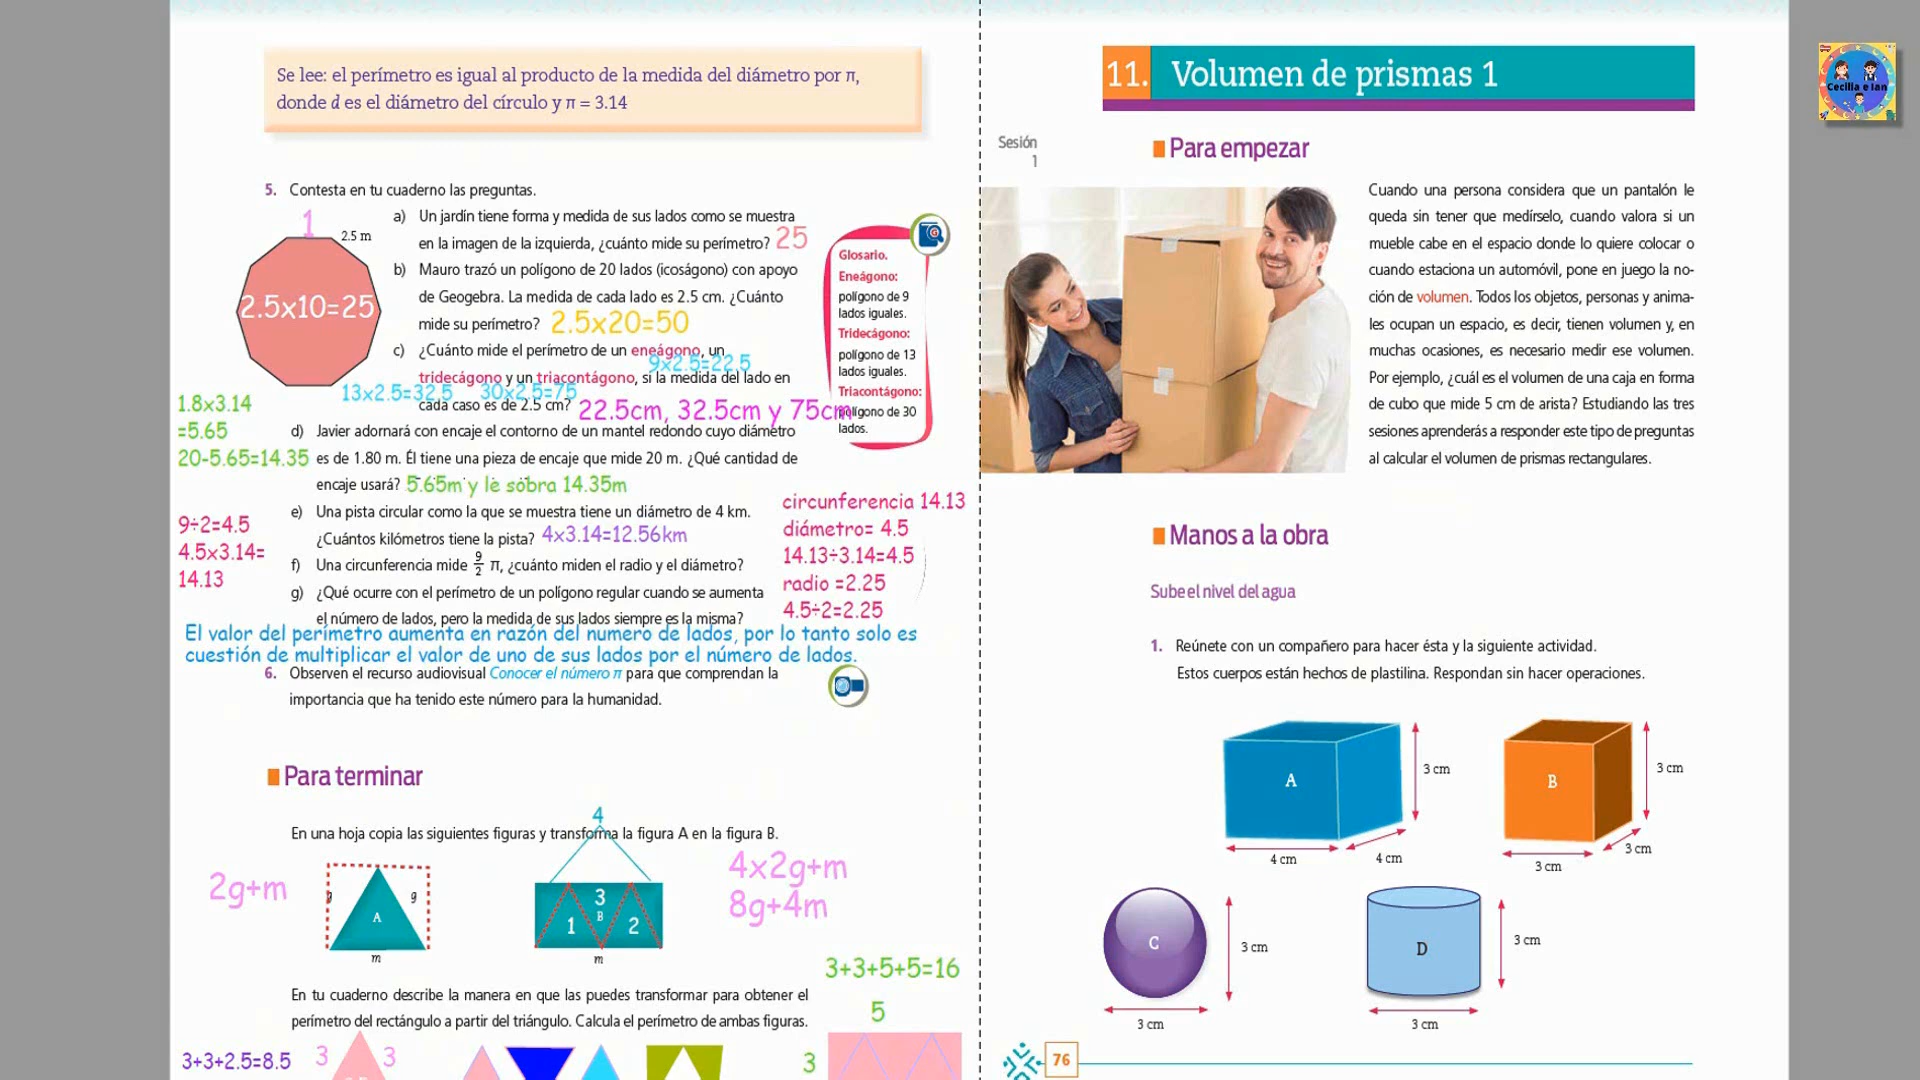 Se lee: el perímetro es igual al producto de la medida del diámetro por π,
donde d es el diámetro del círculo y π = 3.14
5. Contesta en tu cuaderno las preguntas.
1
2.5 m
2.5x10=25
a) Un jardín tiene forma y medida de sus lados como se muestra
en la imagen de la izquierda, ¿cuánto mide su perímetro? 25
b) Mauro trazó un polígono de 20 lados (icoságono) con apoyo
de Geogebra. La medida de cada lado es 2.5 cm. ¿Cuánto
mide su perímetro? 2.5x20=50
c) ¿Cuánto mide el perímetro de un eneágono, un
9x2.5=22.5
tridecágono y un triacontágono, si la medida del lado en
13x2.5=32.5 30x2.5=75
cada caso es de 2.5 cm? 22.5cm, 32.5cm y 75cm
Glosario.
Eneágono:
polígono de 9
lados iguales.
Tridecágono:
polígono de 13
lados iguales.
Triacontágono:
polígono de 30
lados.
1.8x3.14
=5.65
20-5.65=14.35
d) Javier adornará con encaje el contorno de un mantel redondo cuyo diámetro
es de 1.80 m. Él tiene una pieza de encaje que mide 20 m. ¿Qué cantidad de
encaje usará? 5.65m y le sobra 14.35m
e) Una pista circular como la que se muestra tiene un diámetro de 4 km.
¿Cuántos kilómetros tiene la pista? 4x3.14=12.56km
9÷2=4.5
4.5x3.14=
14.13
f) Una circunferencia mide 9/2 π, ¿cuánto miden el radio y el diámetro?
circunferencia 14.13
diámetro= 4.5
14.13÷3.14=4.5
radio =2.25
4.5÷2=2.25
g) ¿Qué ocurre con el perímetro de un polígono regular cuando se aumenta
el número de lados, pero la medida de sus lados siempre es la misma?
El valor del perímetro aumenta en razón del numero de lados, por lo tanto solo es
cuestión de multiplicar el valor de uno de sus lados por el número de lados.
6. Observen el recurso audiovisual Conocer el número π para que comprendan la
importancia que ha tenido este número para la humanidad.
Para terminar
En una hoja copia las siguientes figuras y transforma la figura A en la figura B.
4
2g+m
g
g
A
m
1
3
B
2
m
4x2g+m
8g+4m
En tu cuaderno describe la manera en que las puedes transformar para obtener el
perímetro del rectángulo a partir del triángulo. Calcula el perímetro de ambas figuras.
3+3+5+5=16
5
3
3+3+2.5=8.5
3
3
11. Volumen de prismas 1
Cecilia e Ian
Sesión
1
Para empezar
Cuando una persona considera que un pantalón le
queda sin tener que medírselo, cuando valora si un
mueble cabe en el espacio donde lo quiere colocar o
cuando estaciona un automóvil, pone en juego la no-
ción de volumen. Todos los objetos, personas y anima-
les ocupan un espacio, es decir, tienen volumen y, en
muchas ocasiones, es necesario medir ese volumen.
Por ejemplo, ¿cuál es el volumen de una caja en forma
de cubo que mide 5 cm de arista? Estudiando las tres
sesiones aprenderás a responder este tipo de preguntas
al calcular el volumen de prismas rectangulares.
Manos a la obra
Sube el nivel del agua
1. Reúnete con un compañero para hacer ésta y la siguiente actividad.
Estos cuerpos están hechos de plastilina. Respondan sin hacer operaciones.
A
3 cm
4 cm
4 cm
B
3 cm
3 cm
3 cm
C
3 cm
3 cm
D
3 cm
3 cm
76